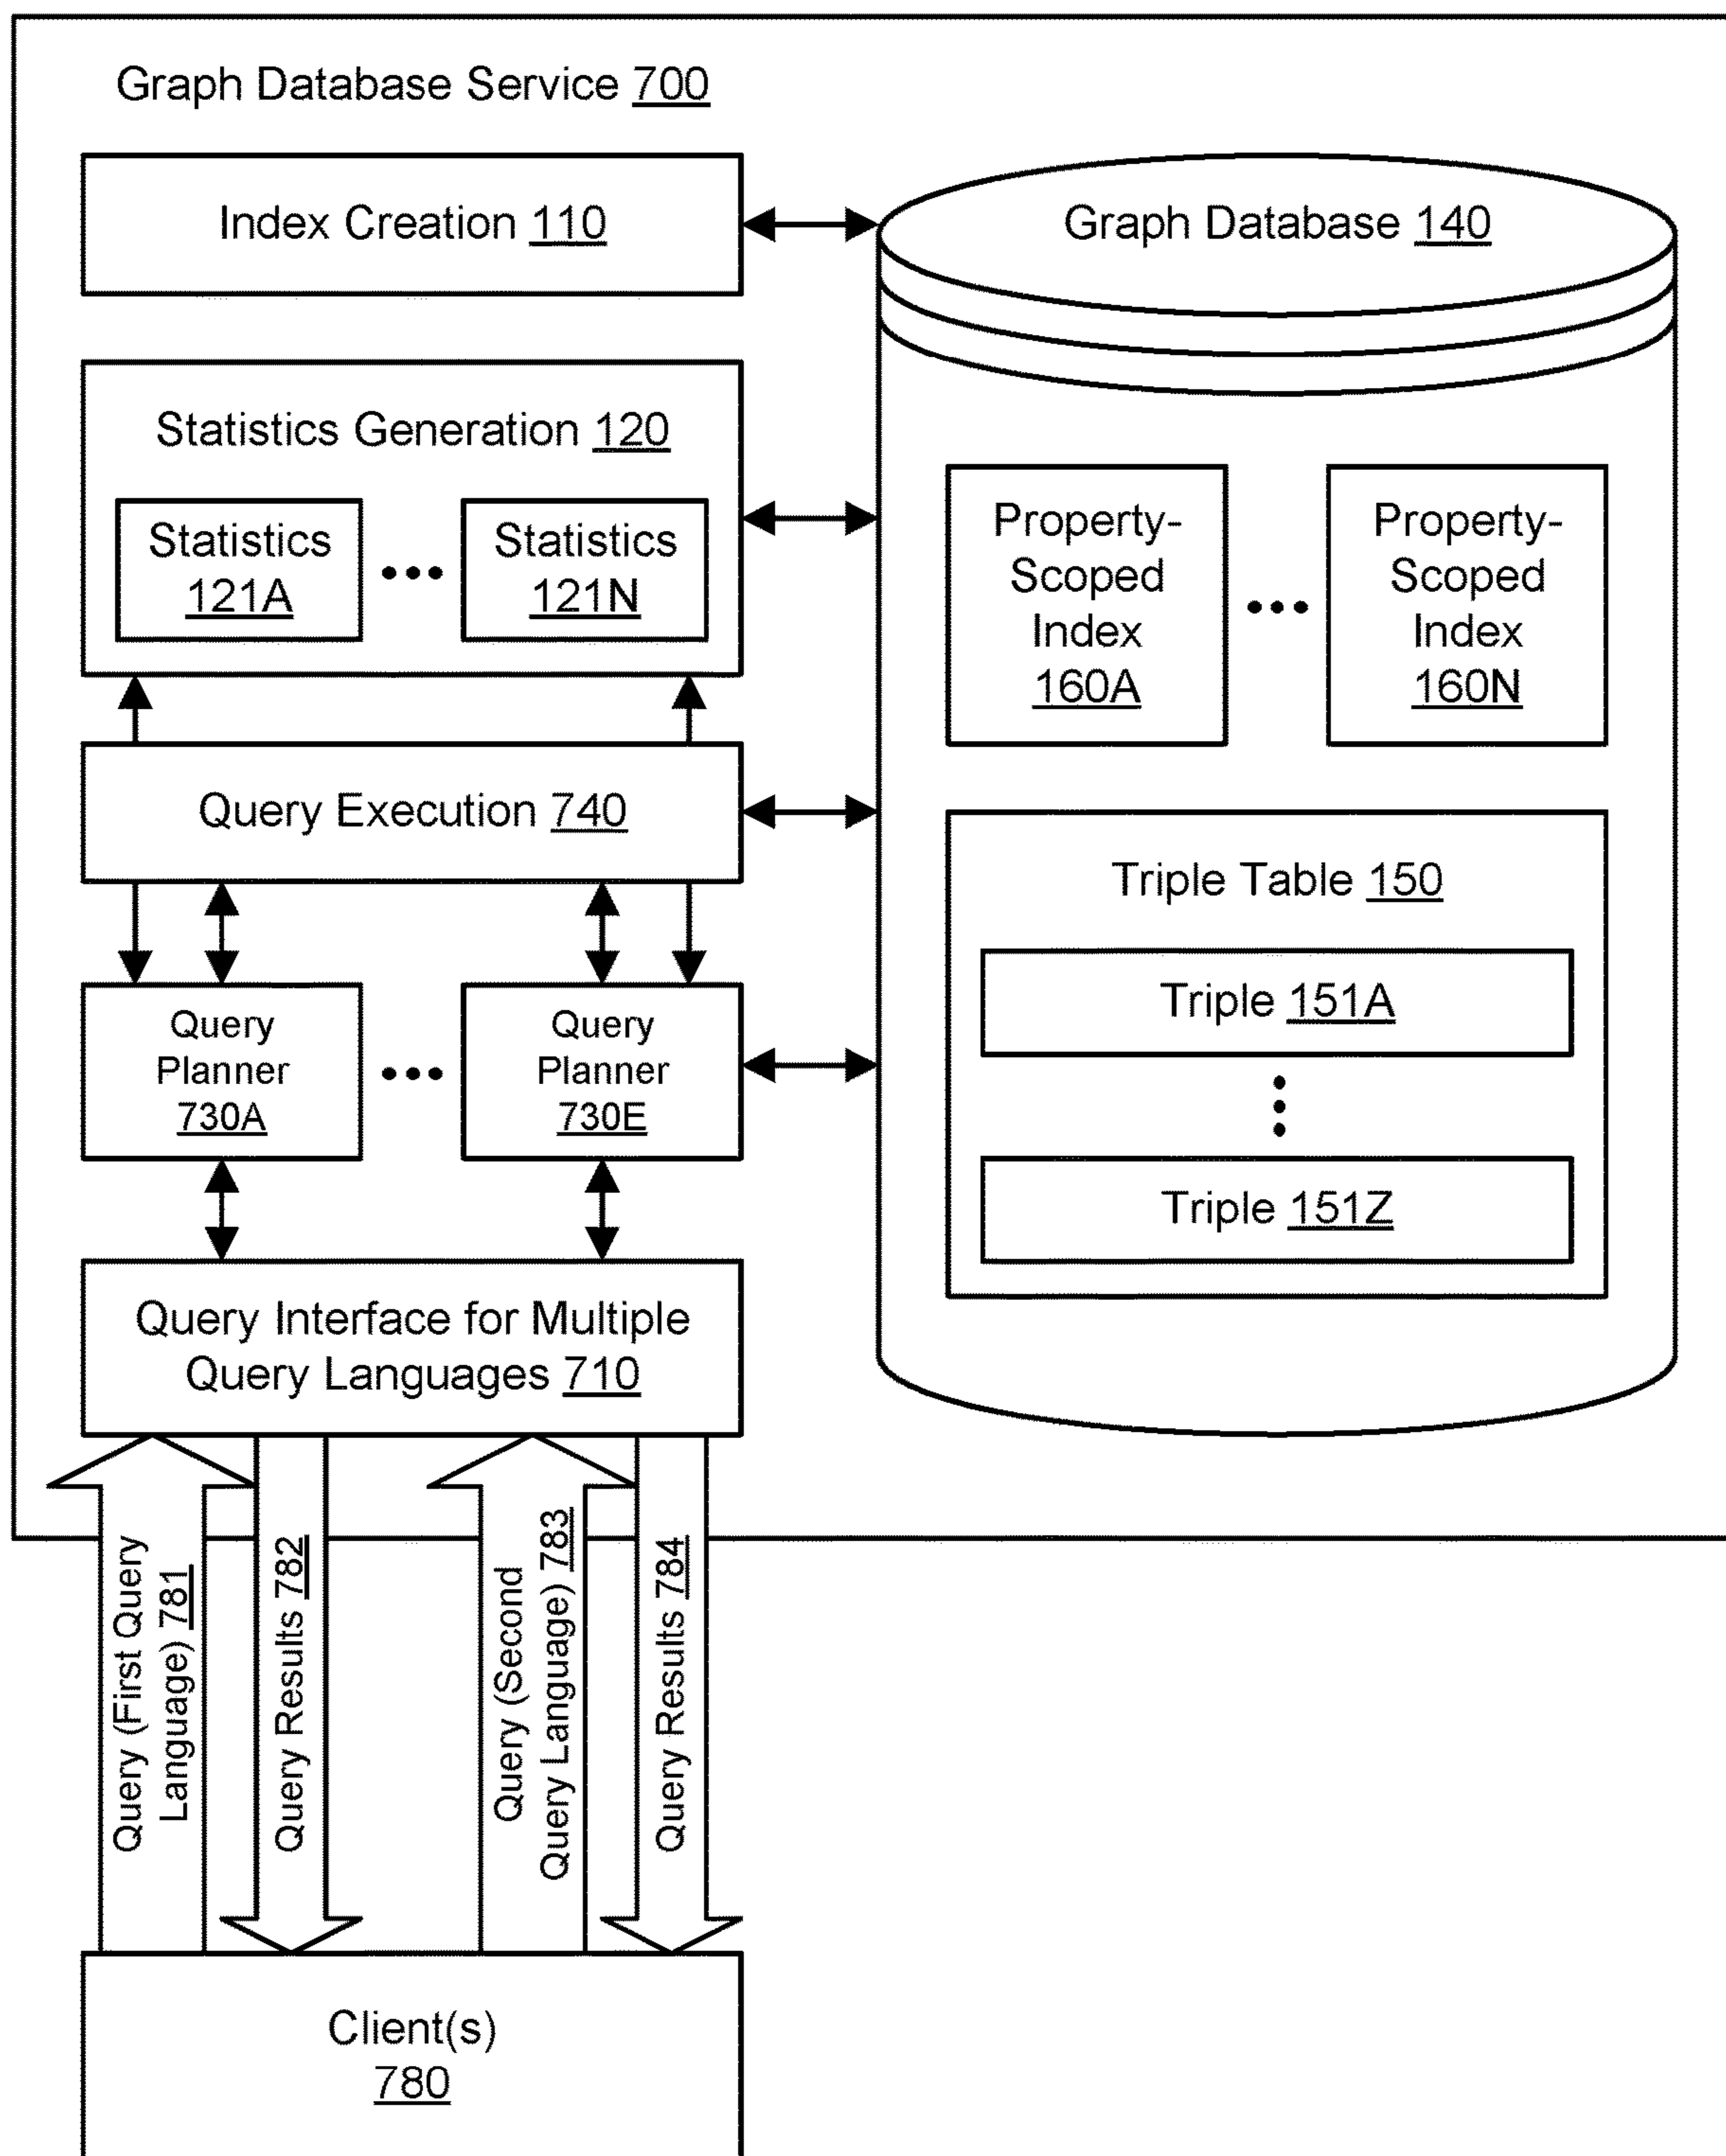 Graph Database Service 700
Index Creation 110
Graph Database 140
Statistics Generation 120
Statistics
121A
Statistics
121N
Property-
Scoped
Index
160A
Property-
Scoped
Index
160N
Query Execution 740
Triple Table 150
Triple 151A
Triple 151Z
Query
Planner
730A
Query
Planner
730E
Query Interface for Multiple
Query Languages 710
Query (First Query
Language) 781
Query Results 782
Query (Second
Query Language) 783
Query Results 784
Client(s)
780